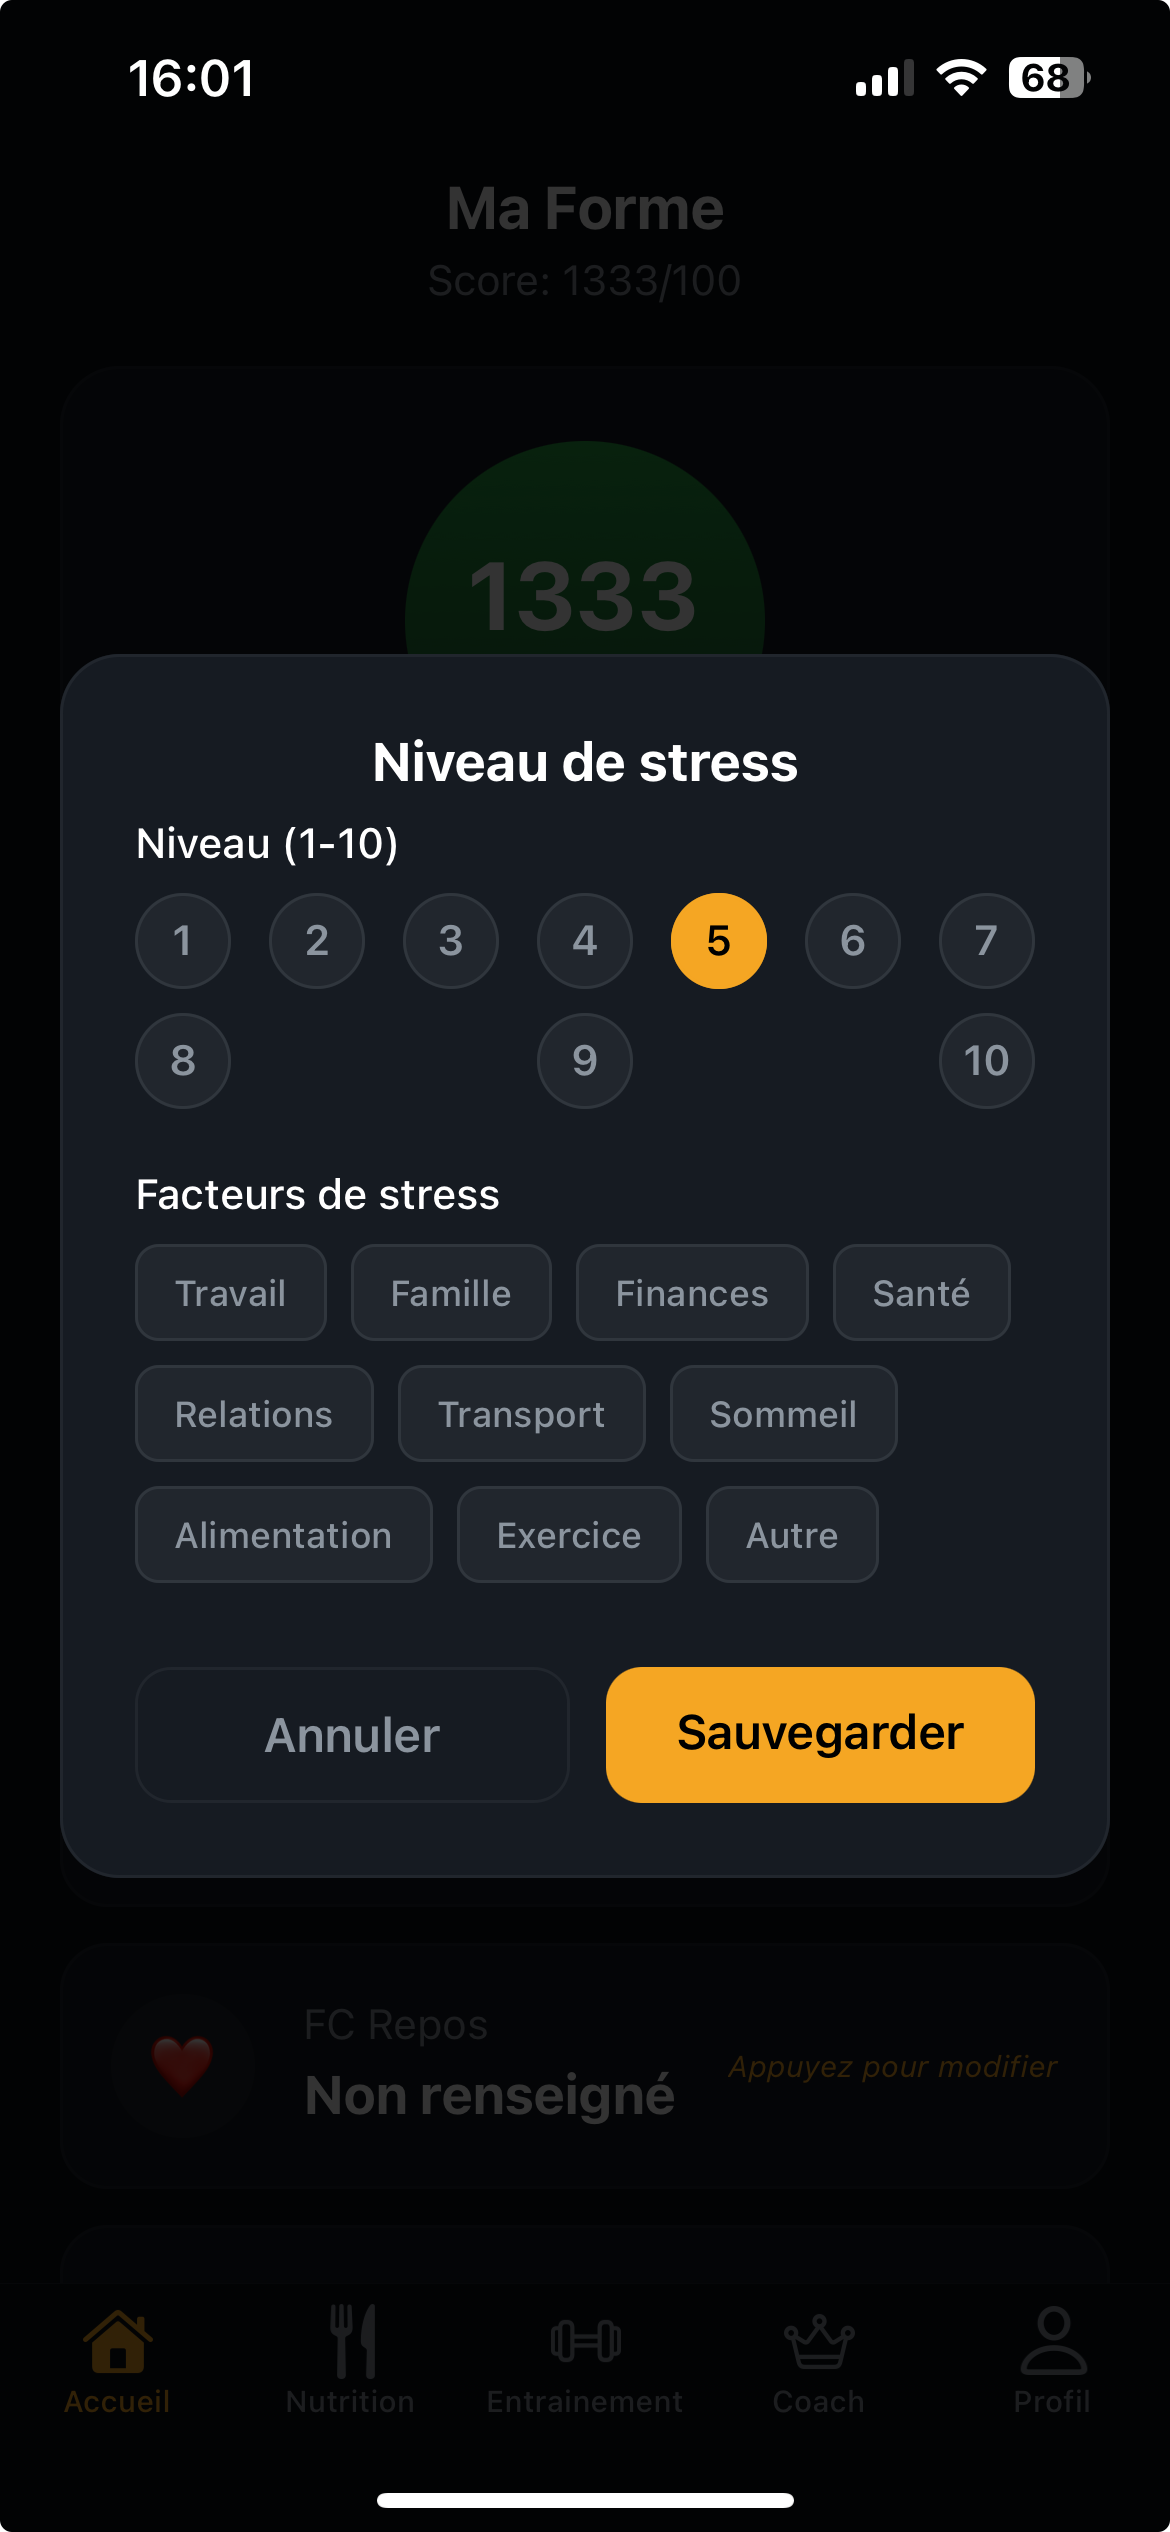 16:01
68
Ma Forme
Score: 1333/100
1333
Niveau de stress
Niveau (1-10)
1 2 3 4 5 6 7
8 9 10
Facteurs de stress
Travail Famille Finances Santé
Relations Transport Sommeil
Alimentation Exercice Autre
Annuler Sauvegarder
FC Repos
Non renseigné
Appuyez pour modifier
Accueil Nutrition Entrainement Coach Profil